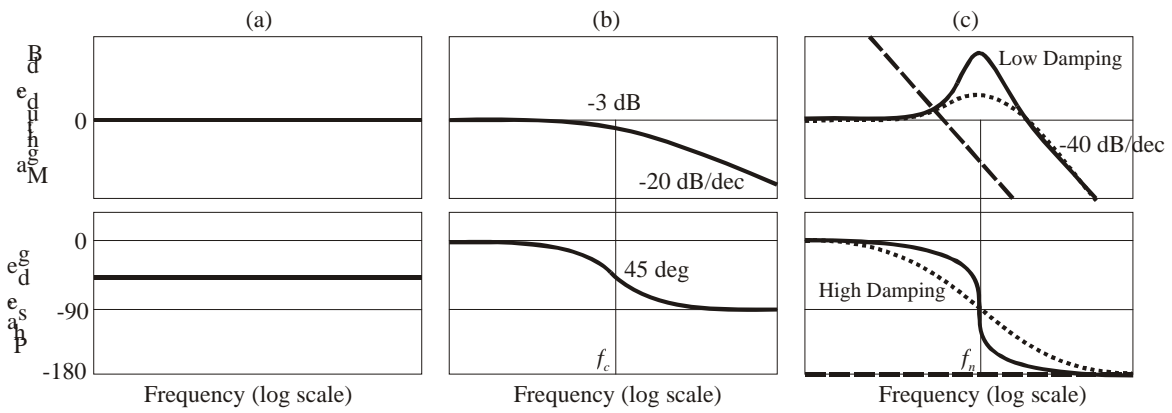 (a)
(b)
(c)
Magnitude, dB
0
-3 dB
-20 dB/dec
Low Damping
-40 dB/dec
Phase, deg
0
-90
-180
45 deg
High Damping
f_c
f_n
Frequency (log scale)
Frequency (log scale)
Frequency (log scale)